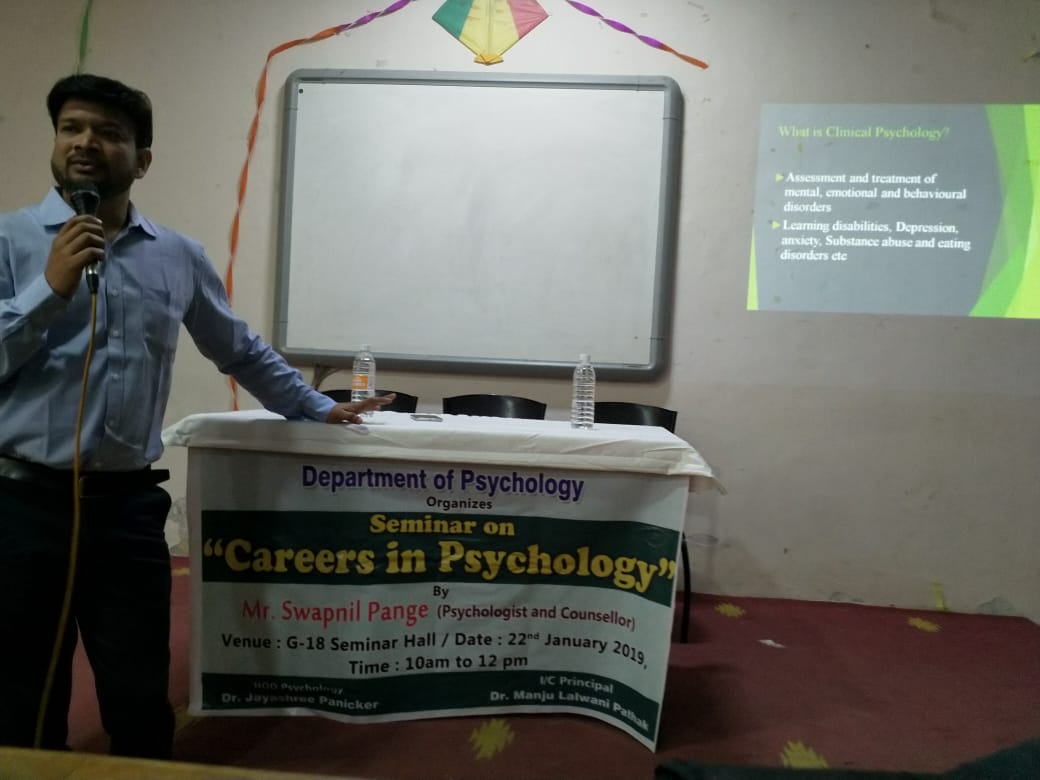 What is Clinical Psychology?
Assessment and treatment of
mental, emotional and behavioural
disorders
Learning disabilities, Depression,
anxiety, Substance abuse and eating
disorders etc
Department of Psychology
Organizes
Seminar on
“Careers in Psychology”
By
Mr. Swapnil Pange (Psychologist and Counsellor)
Venue : G-18 Seminar Hall / Date : 22nd January 2019,
Time : 10am to 12 pm
HOD Psychology
Dr. Jayashree Panicker
I/C Principal
Dr. Manju Lalwani Pathak